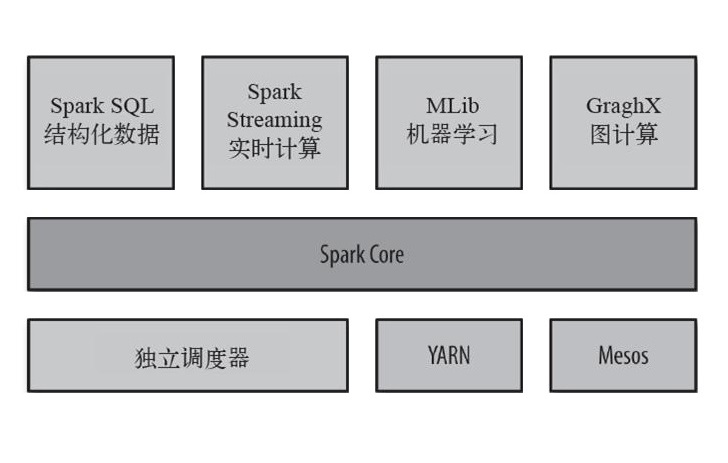 Spark SQL
结构化数据
Spark
Streaming
实时计算
MLib
机器学习
GraghX
图计算
Spark Core
独立调度器
YARN
Mesos